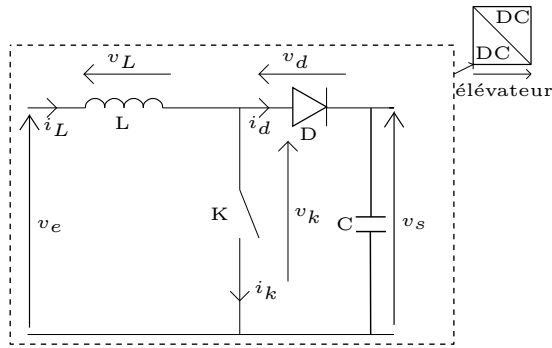 DC
DC
élévateur
v_L
v_d
i_L
L
i_d
D
v_e
K
v_k
C
v_s
i_k